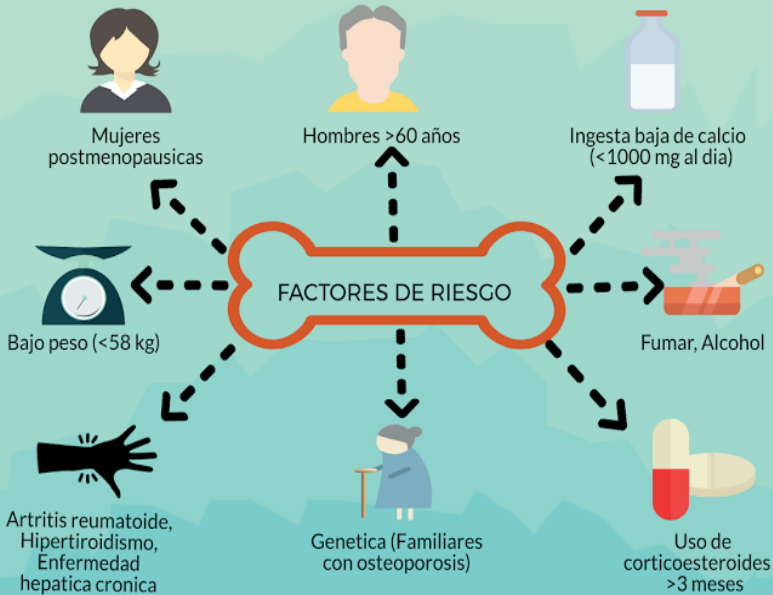 Mujeres
postmenopausicas
Hombres >60 años
Ingesta baja de calcio
(<1000 mg al dia)
FACTORES DE RIESGO
Bajo peso (<58 kg)
Fumar, Alcohol
Artritis reumatoide,
Hipertiroidismo,
Enfermedad
hepatica cronica
Genetica (Familiares
con osteoporosis)
Uso de
corticoesteroides
>3 meses